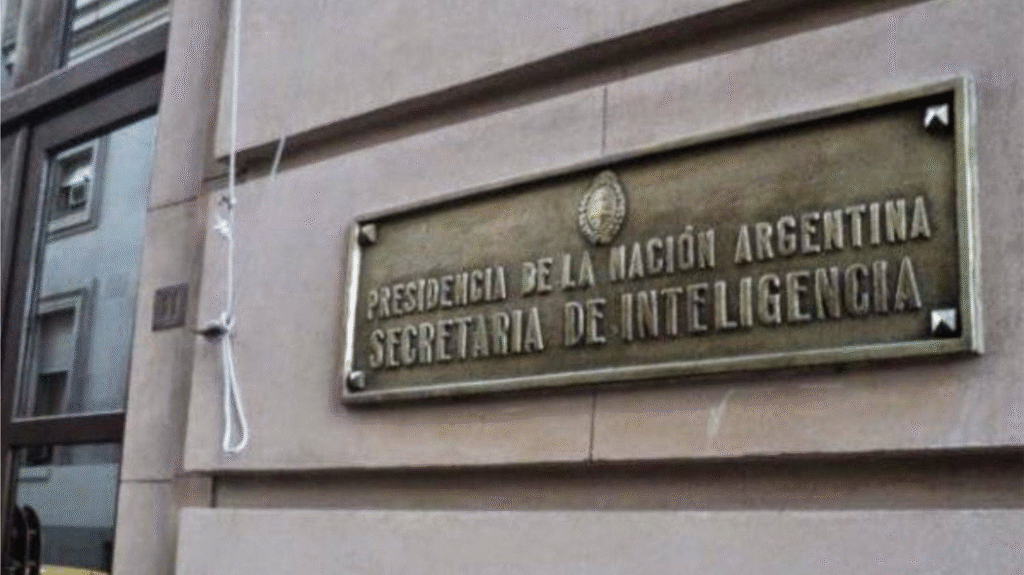 PRESIDENCIA DE LA NACIÓN ARGENTINA
SECRETARIA DE INTELIGENCIA